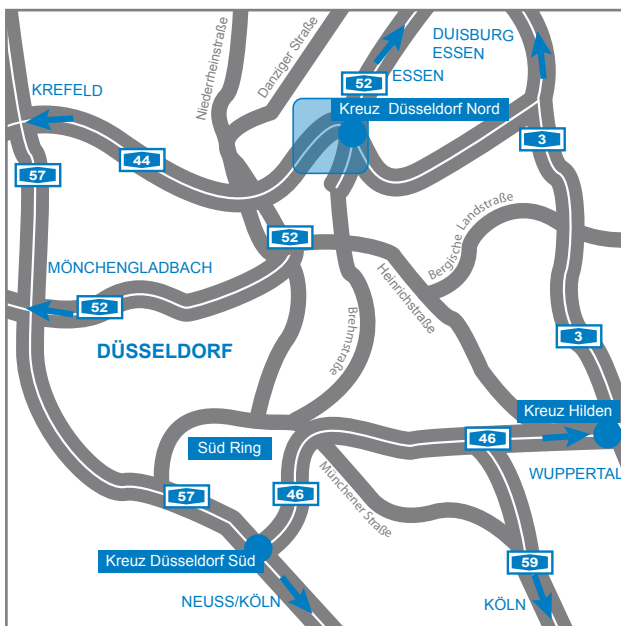 DUISBURG
ESSEN
Niederrheinstraße
Danziger Straße
52
ESSEN
KREFELD
Kreuz Düsseldorf Nord
3
44
57
Bergische Landstraße
52
MÖNCHENGLADBACH
Heinrichstraße
52
Brehmstraße
3
DÜSSELDORF
Kreuz Hilden
46
Süd Ring
WUPPERTAL
Münchener Straße
57
46
Kreuz Düsseldorf Süd
59
NEUSS/KÖLN
KÖLN